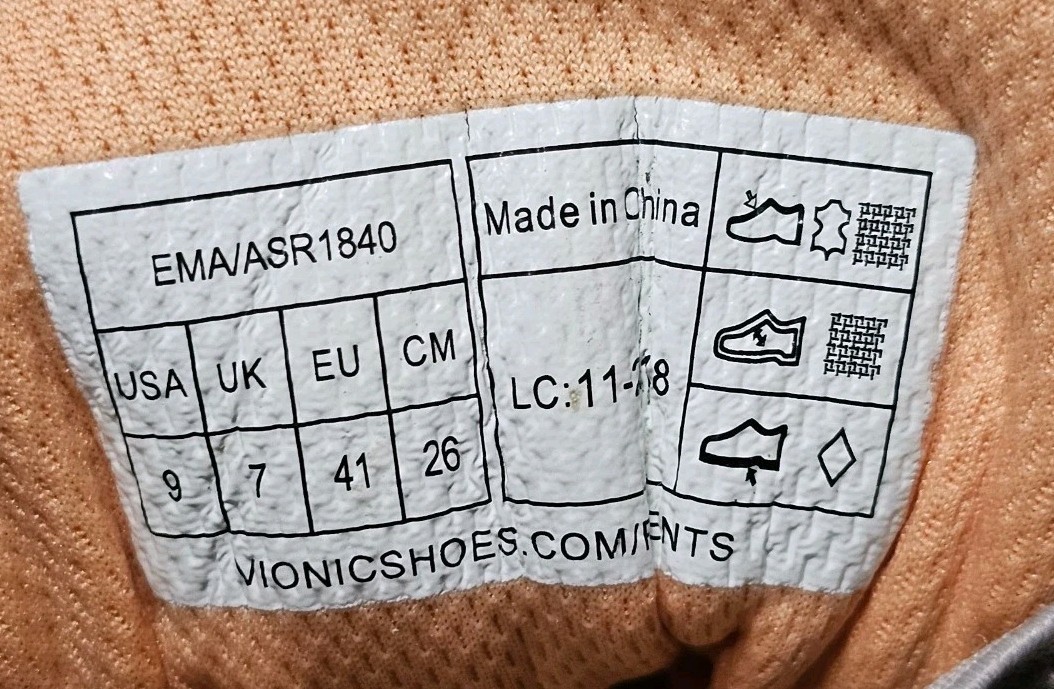 EMA/ASR1840
USA UK EU CM
9 7 41 26
Made in China
VIONICSHOES.COM/